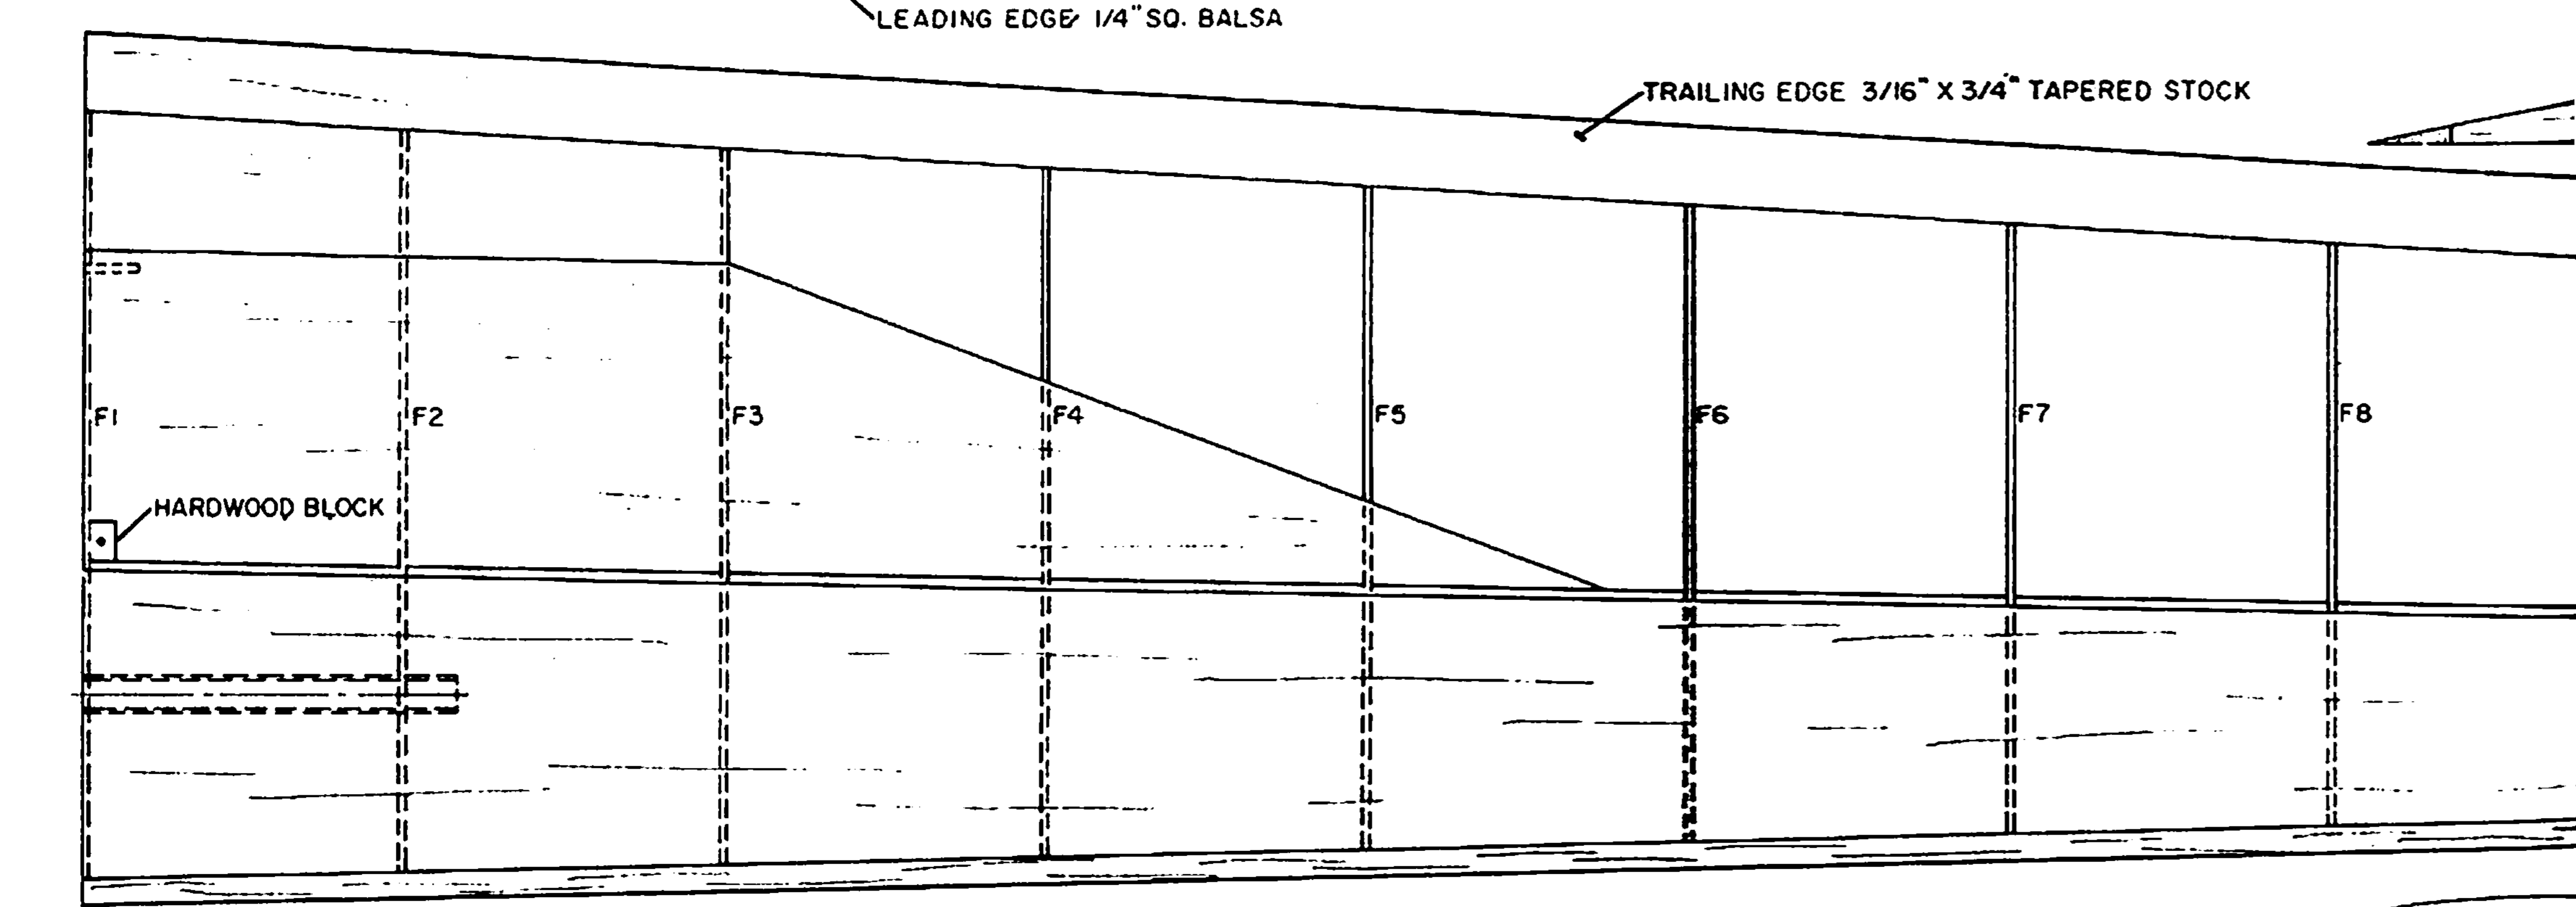 LEADING EDGE 1/4" SQ. BALSA
TRAILING EDGE 3/16" X 3/4" TAPERED STOCK
F1
F2
F3
F4
F5
F6
F7
F8
HARDWOOD BLOCK